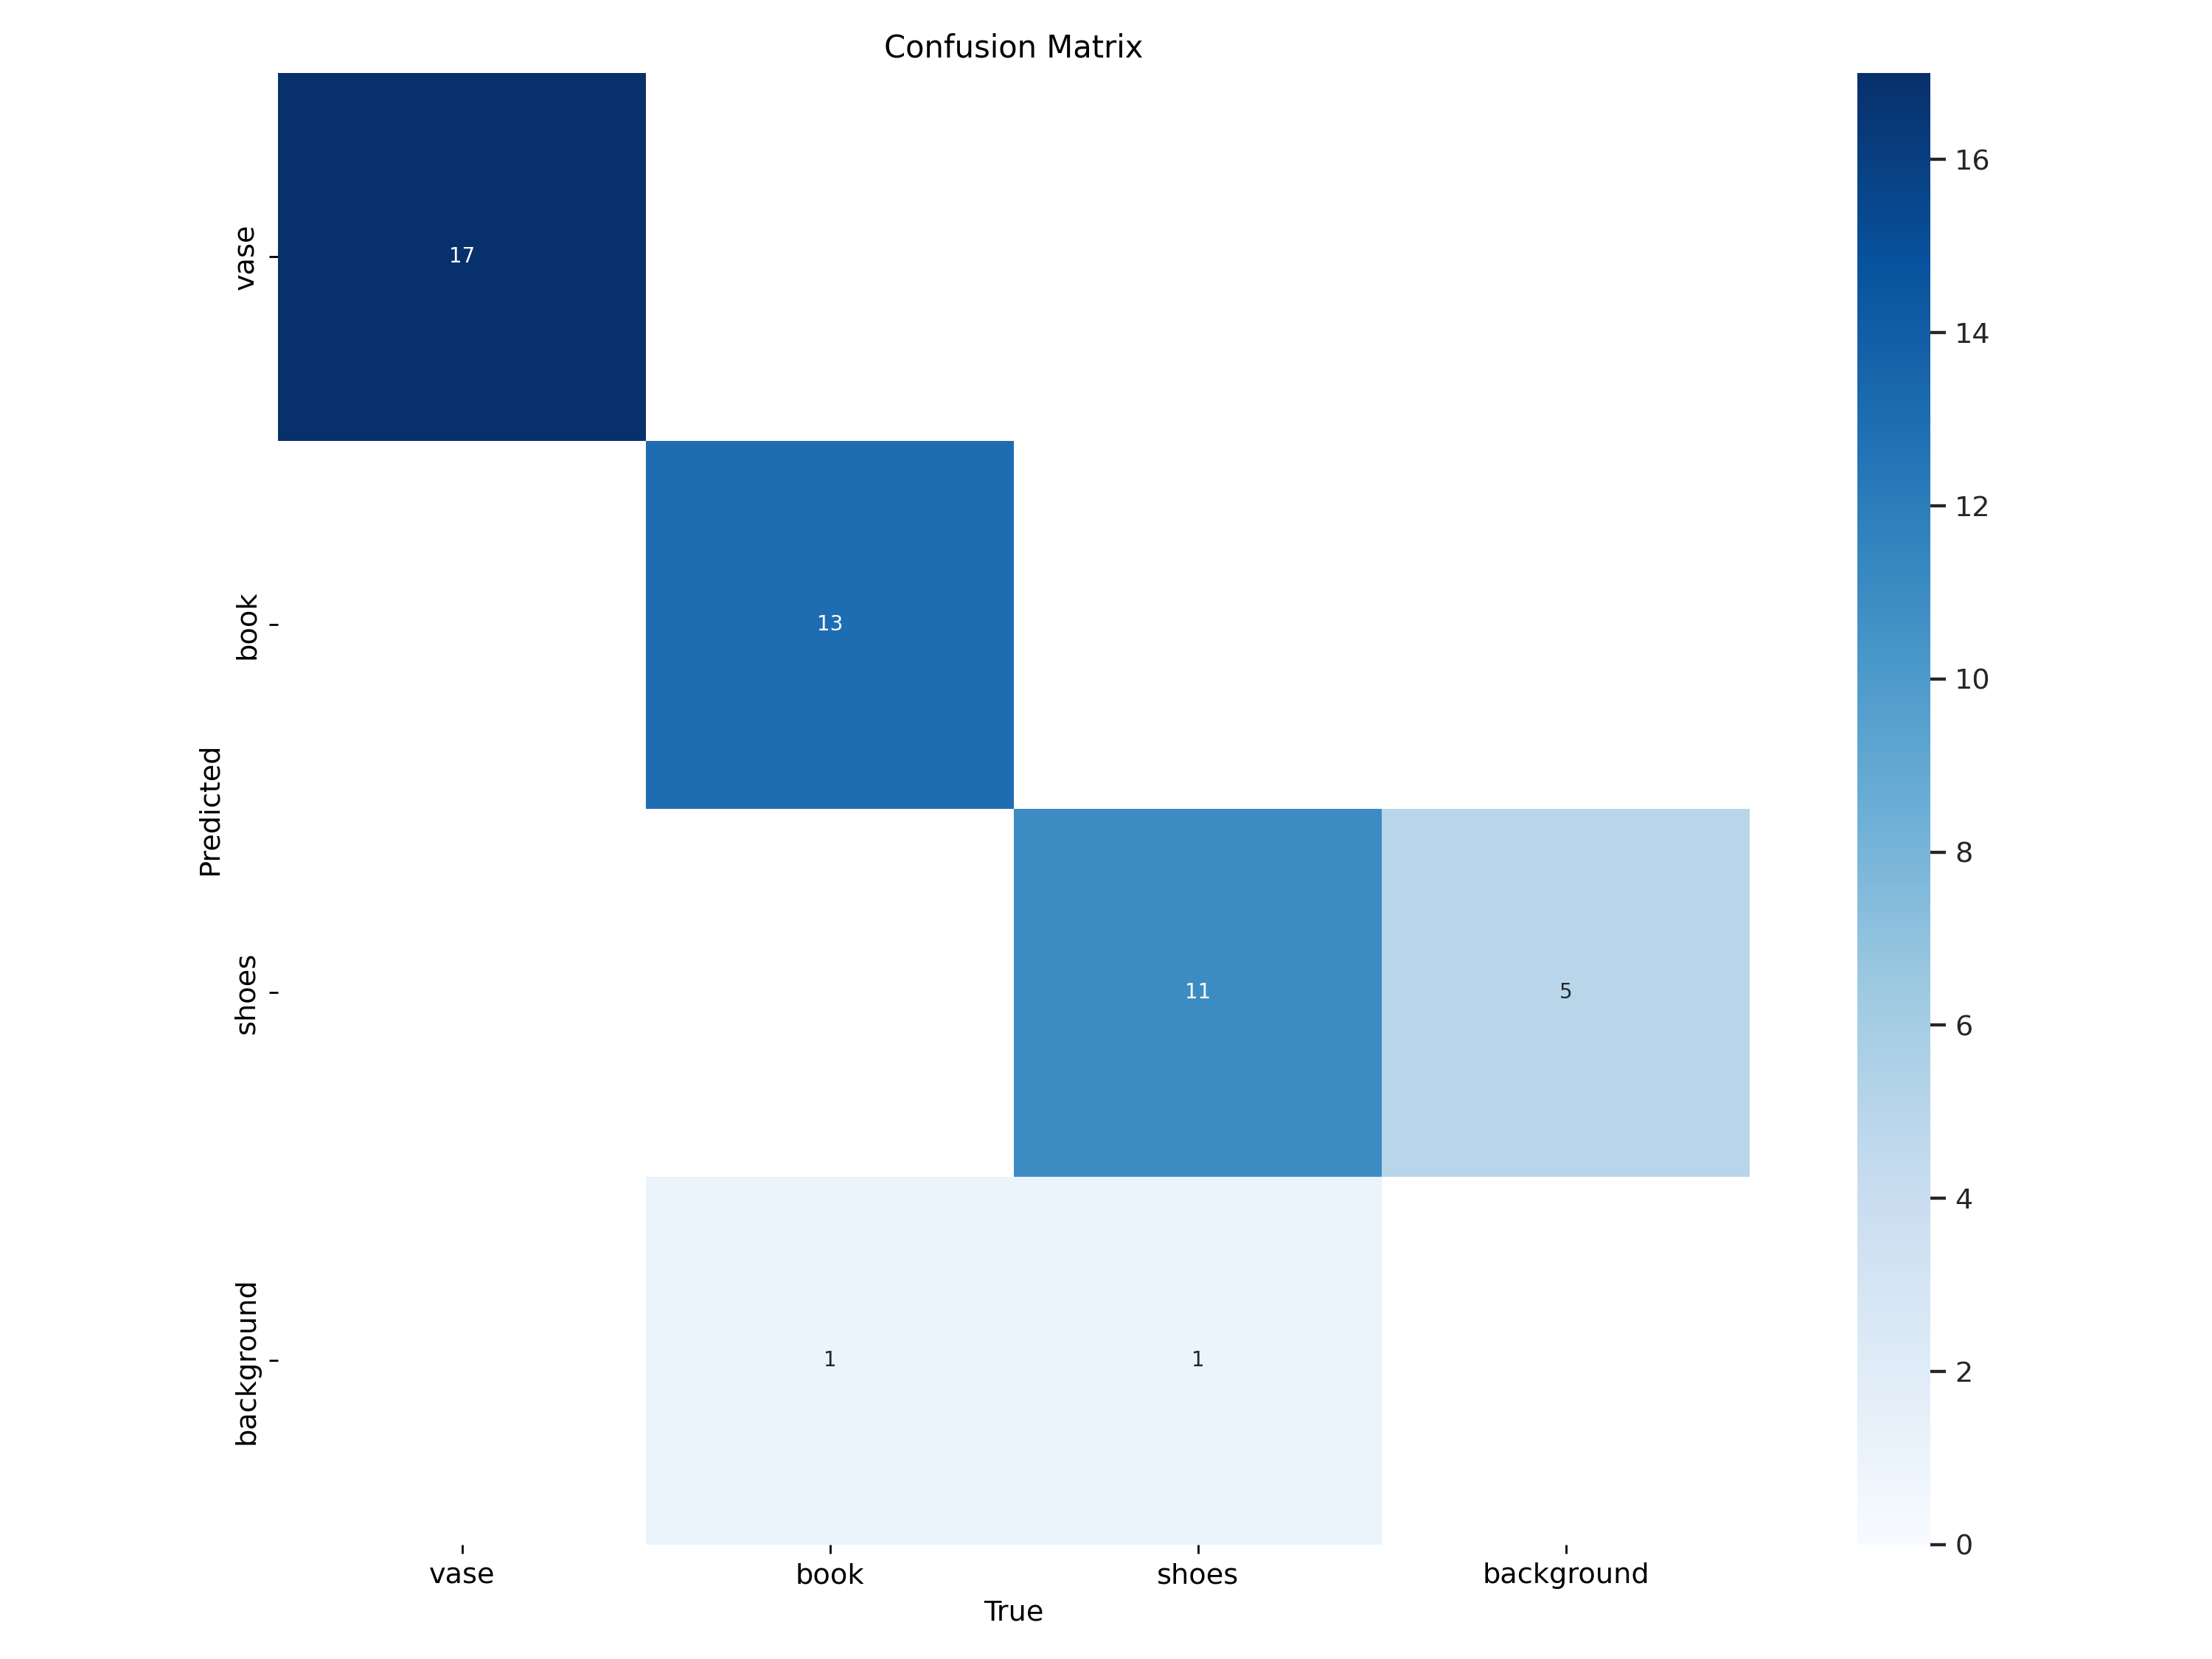 Confusion Matrix
vase
17
book
13
Predicted
shoes
11 5
background
1 1
vase book shoes background
True
16
14
12
10
8
6
4
2
0